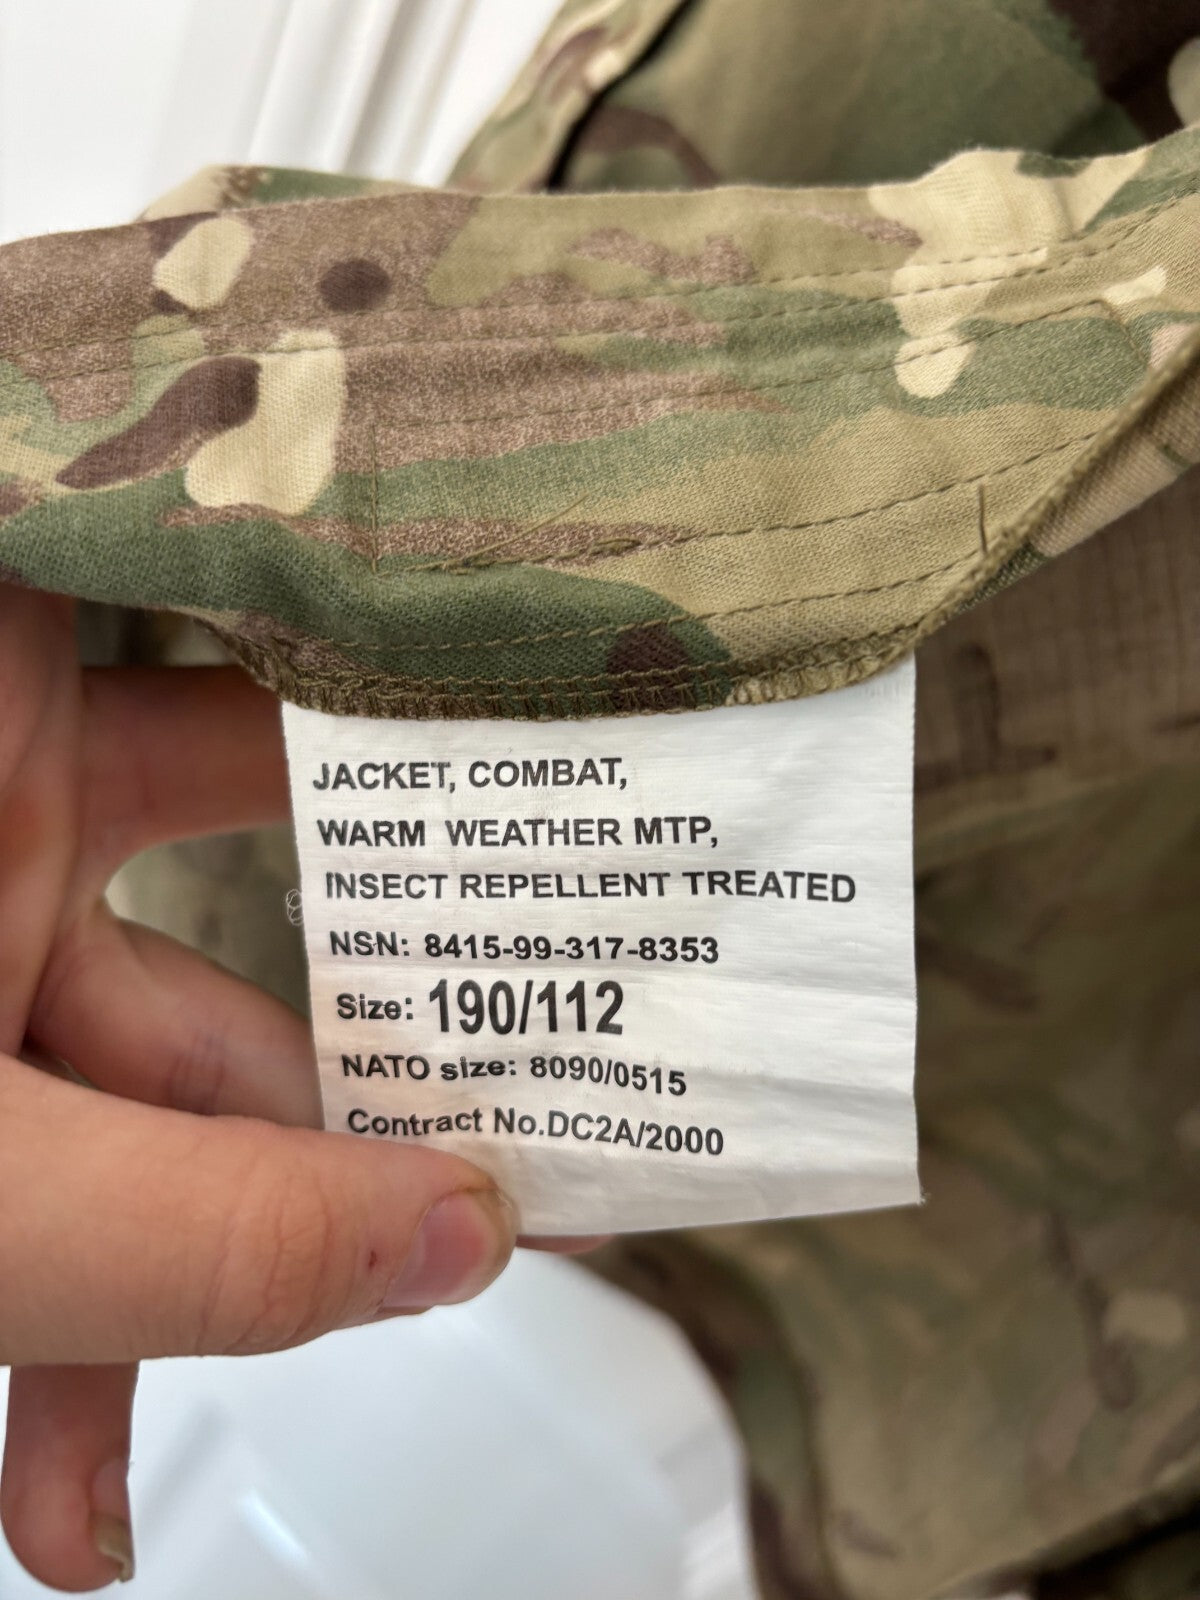 JACKET, COMBAT,
WARM WEATHER MTP,
INSECT REPELLENT TREATED
NSN: 8415-99-317-8353
Size: 190/112
NATO size: 8090/0515
Contract No.DC2A/2000